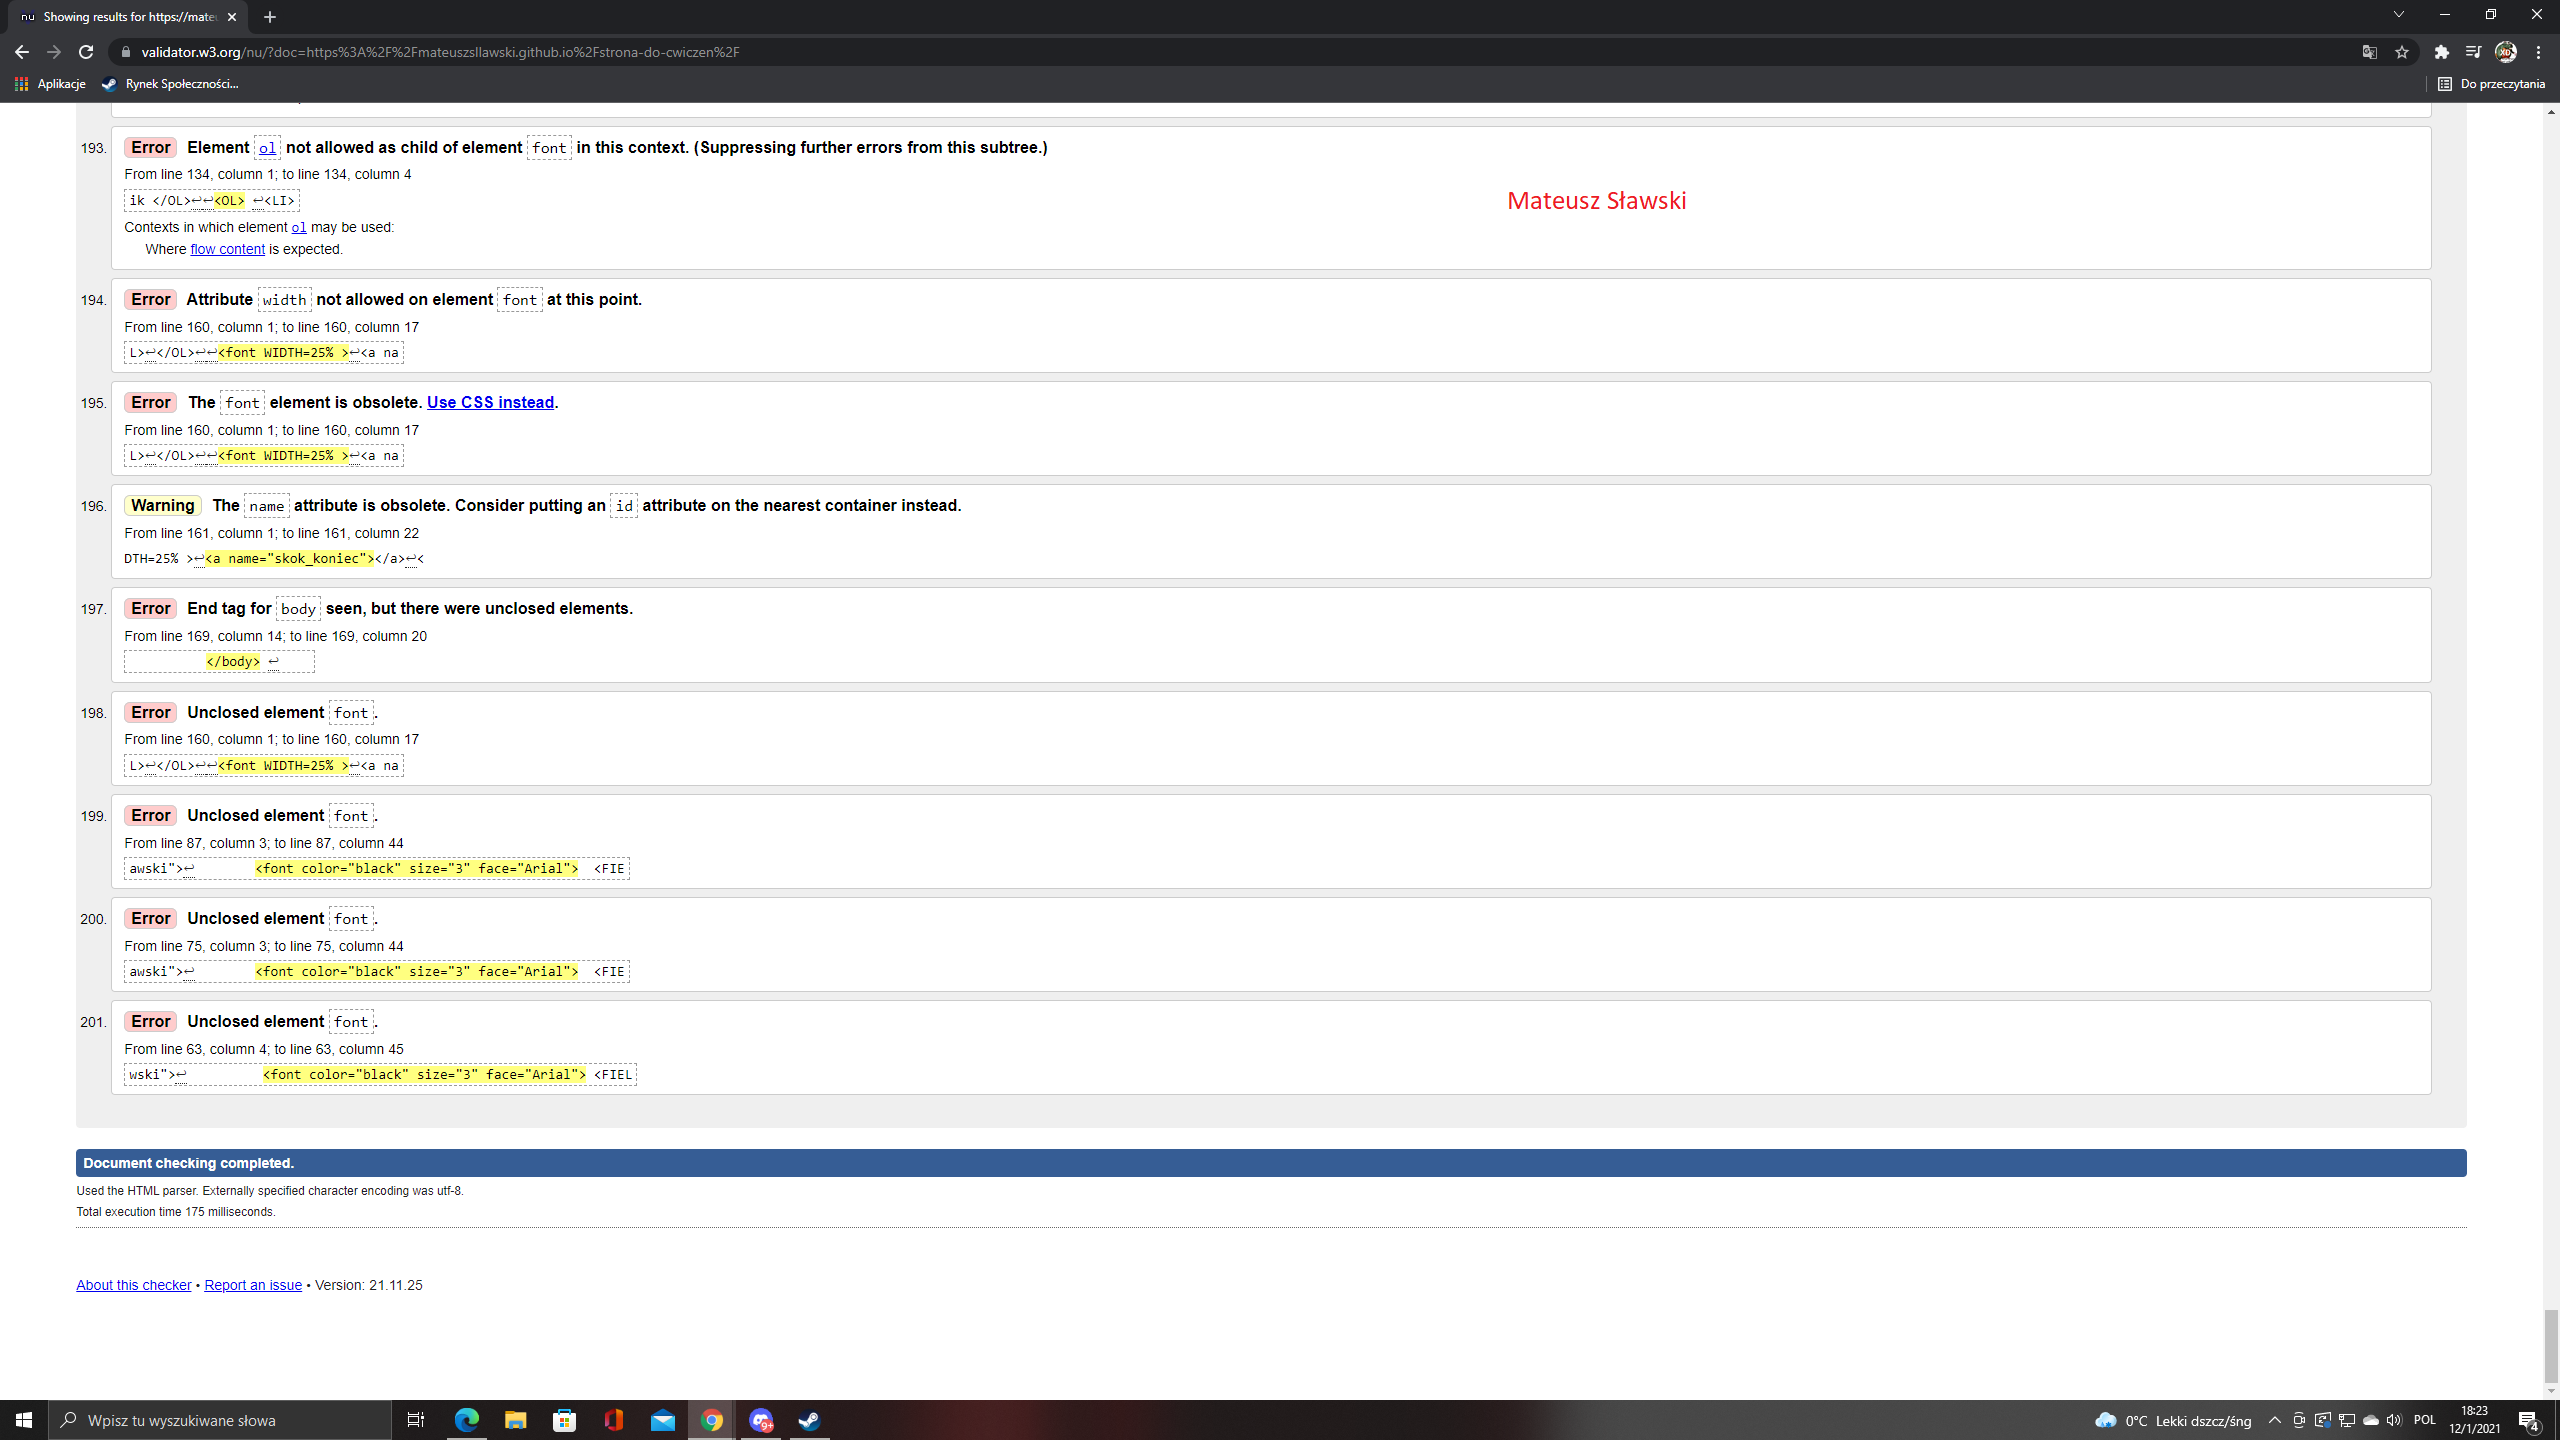 Showing results for https://mateu
validator.w3.org/nu/?doc=https%3A%2F%2Fmateuszsllawski.github.io%2Fstrona-do-cwiczen%2F
Aplikacje
Rynek Społeczności...
Do przeczytania
193. Error Element ol not allowed as child of element font in this context. (Suppressing further errors from this subtree.)
From line 134, column 1; to line 134, column 4
ik </OL>↩↩<OL> ↩<LI>
Mateusz Sławski
Contexts in which element ol may be used:
Where flow content is expected.
194. Error Attribute width not allowed on element font at this point.
From line 160, column 1; to line 160, column 17
L>↩</OL>↩↩<font WIDTH=25% >↩<a na
195. Error The font element is obsolete. Use CSS instead.
From line 160, column 1; to line 160, column 17
L>↩</OL>↩↩<font WIDTH=25% >↩<a na
196. Warning The name attribute is obsolete. Consider putting an id attribute on the nearest container instead.
From line 161, column 1; to line 161, column 22
DTH=25% >↩<a name="skok_koniec"></a>↩<
197. Error End tag for body seen, but there were unclosed elements.
From line 169, column 14; to line 169, column 20
</body> ↩
198. Error Unclosed element font.
From line 160, column 1; to line 160, column 17
L>↩</OL>↩↩<font WIDTH=25% >↩<a na
199. Error Unclosed element font.
From line 87, column 3; to line 87, column 44
awski">↩ <font color="black" size="3" face="Arial"> <FIE
200. Error Unclosed element font.
From line 75, column 3; to line 75, column 44
awski">↩ <font color="black" size="3" face="Arial"> <FIE
201. Error Unclosed element font.
From line 63, column 4; to line 63, column 45
wski">↩ <font color="black" size="3" face="Arial"> <FIEL
Document checking completed.
Used the HTML parser. Externally specified character encoding was utf-8.
Total execution time 175 milliseconds.
About this checker • Report an issue • Version: 21.11.25
Wpisz tu wyszukiwane słowa
9+
0°C Lekki dszcz/śng
POL
18:23
12/1/2021
4